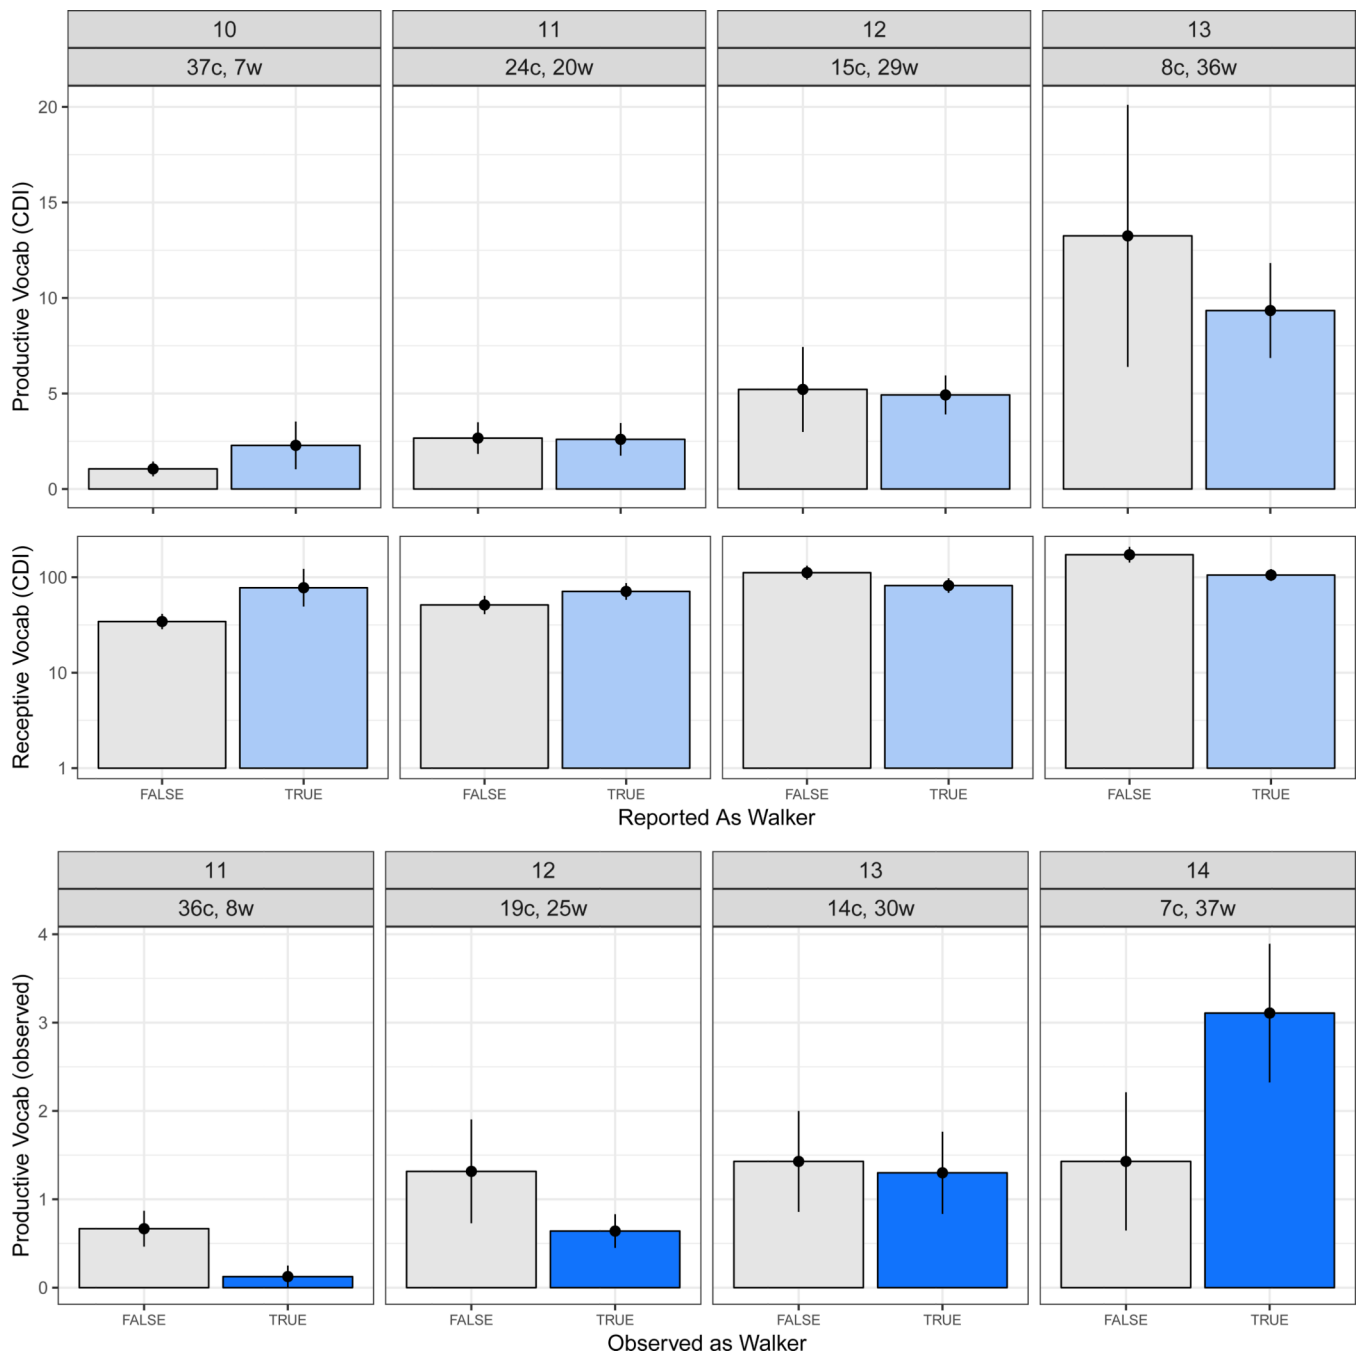 10 11 12 13
37c, 7w 24c, 20w 15c, 29w 8c, 36w
Productive Vocab (CDI)
20
15
10
5
0
Receptive Vocab (CDI)
100
10
1
FALSE TRUE FALSE TRUE FALSE TRUE FALSE TRUE
Reported As Walker
11 12 13 14
36c, 8w 19c, 25w 14c, 30w 7c, 37w
Productive Vocab (observed)
4
3
2
1
0
FALSE TRUE FALSE TRUE FALSE TRUE FALSE TRUE
Observed as Walker